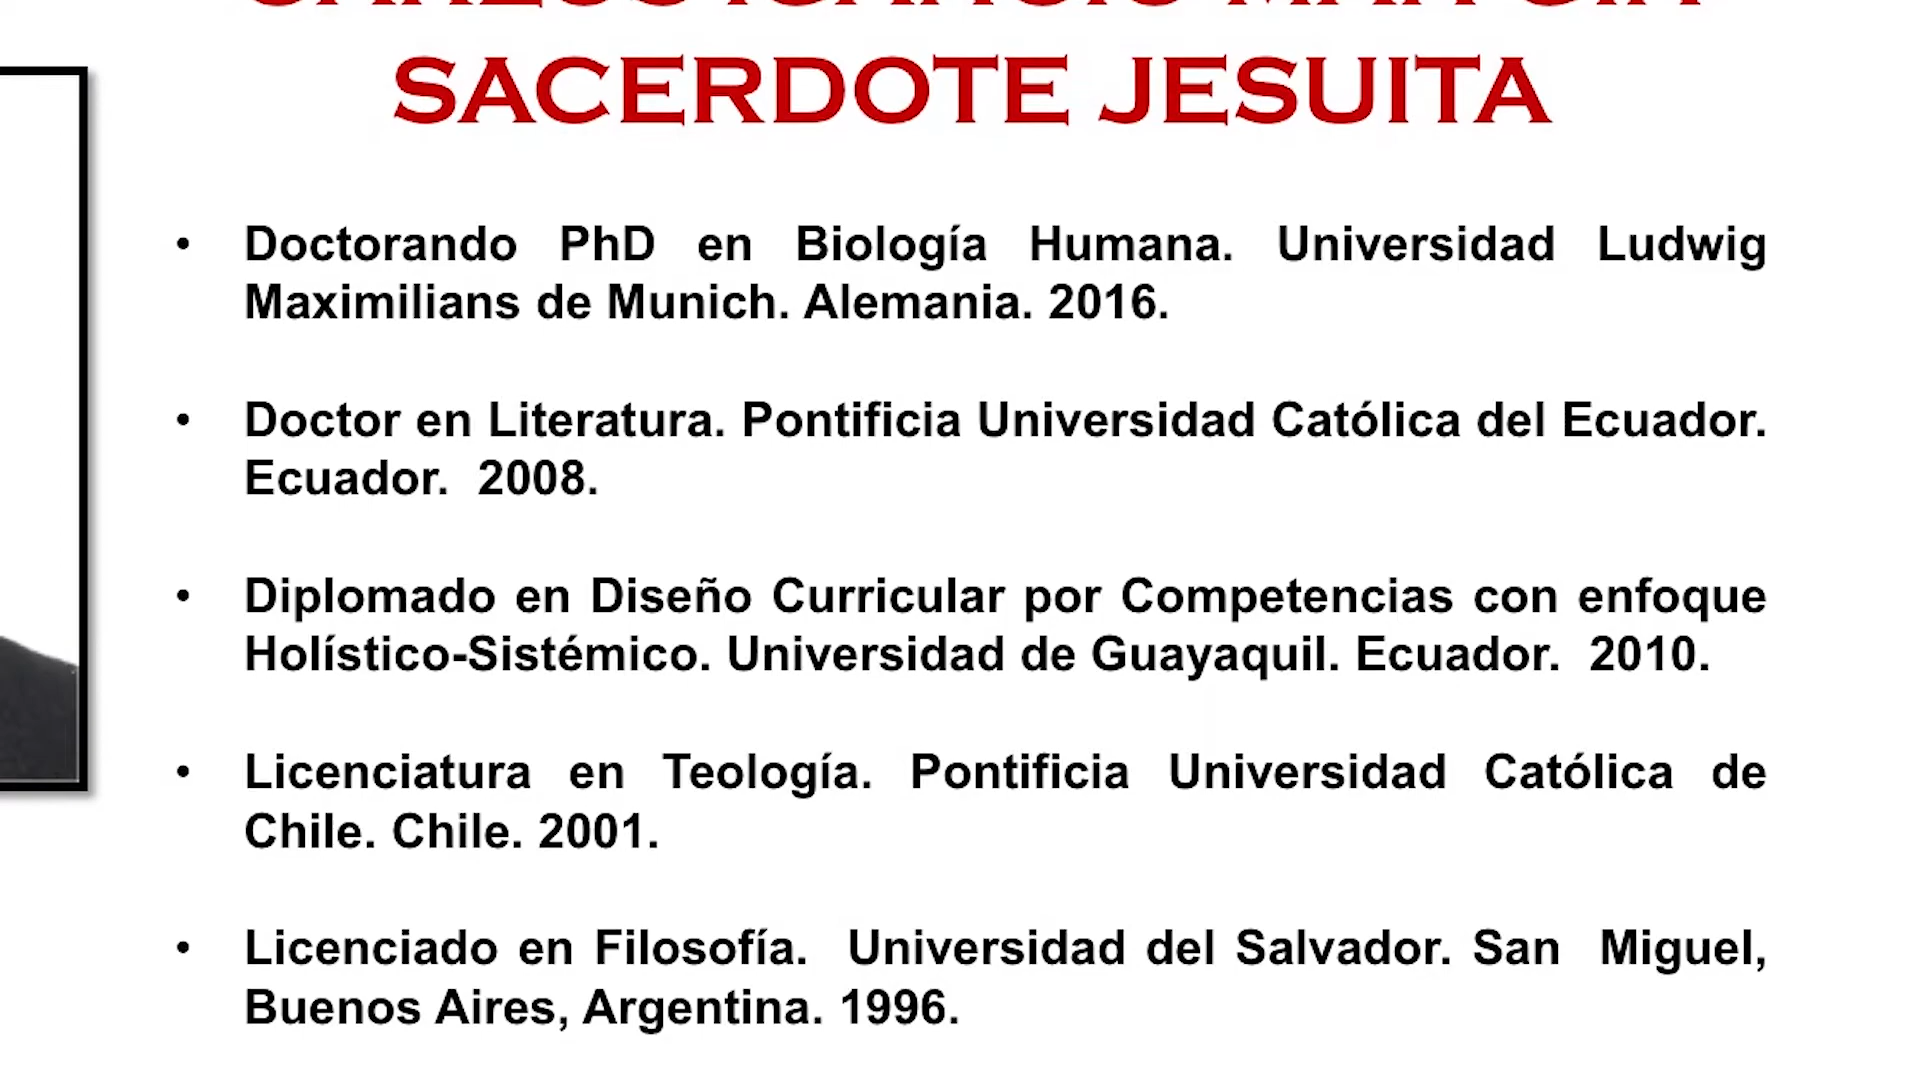 SACERDOTE JESUITA
• Doctorando PhD en Biología Humana. Universidad Ludwig
Maximilians de Munich. Alemania. 2016.
• Doctor en Literatura. Pontificia Universidad Católica del Ecuador.
Ecuador. 2008.
• Diplomado en Diseño Curricular por Competencias con enfoque
Holístico-Sistémico. Universidad de Guayaquil. Ecuador. 2010.
• Licenciatura en Teología. Pontificia Universidad Católica de
Chile. Chile. 2001.
• Licenciado en Filosofía. Universidad del Salvador. San Miguel,
Buenos Aires, Argentina. 1996.